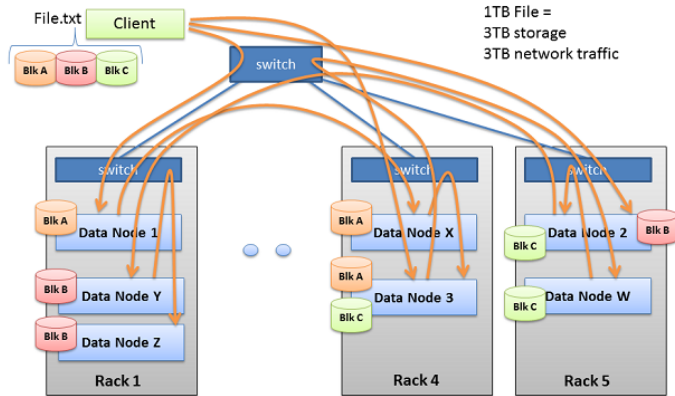 File.txt
Client
1TB File =
3TB storage
3TB network traffic
Blk A
Blk B
Blk C
switch
switch
switch
switch
Blk A
Data Node 1
Blk A
Data Node X
Data Node 2
Blk B
Blk C
Blk B
Data Node Y
Blk A
Data Node 3
Blk C
Blk C
Data Node W
Blk B
Data Node Z
Rack 1
Rack 4
Rack 5